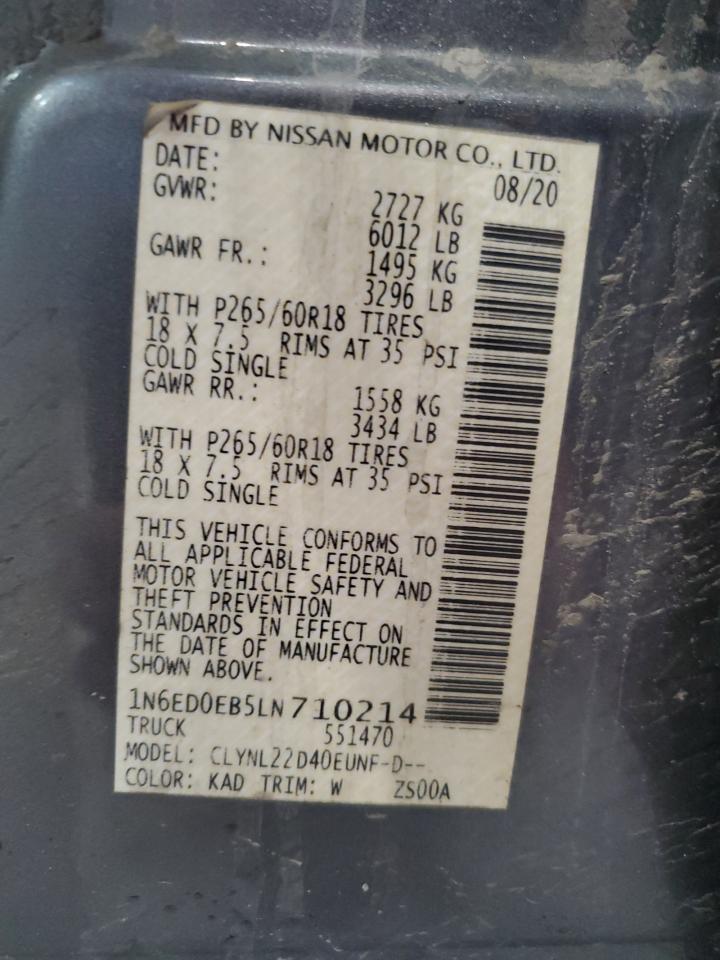 MFD BY NISSAN MOTOR CO., LTD.
DATE: 08/20
GVWR: 2727 KG
6012 LB
GAWR FR.: 1495 KG
3296 LB
WITH P265/60R18 TIRES
18 X 7.5 RIMS AT 35 PSI
COLD SINGLE
GAWR RR.: 1558 KG
3434 LB
WITH P265/60R18 TIRES
18 X 7.5 RIMS AT 35 PSI
COLD SINGLE
THIS VEHICLE CONFORMS TO
ALL APPLICABLE FEDERAL
MOTOR VEHICLE SAFETY AND
THEFT PREVENTION
STANDARDS IN EFFECT ON
THE DATE OF MANUFACTURE
SHOWN ABOVE.
1N6ED0EB5LN710214
TRUCK 551470
MODEL: CLYNL22D40EUNF-D--
COLOR: KAD TRIM: W ZS00A